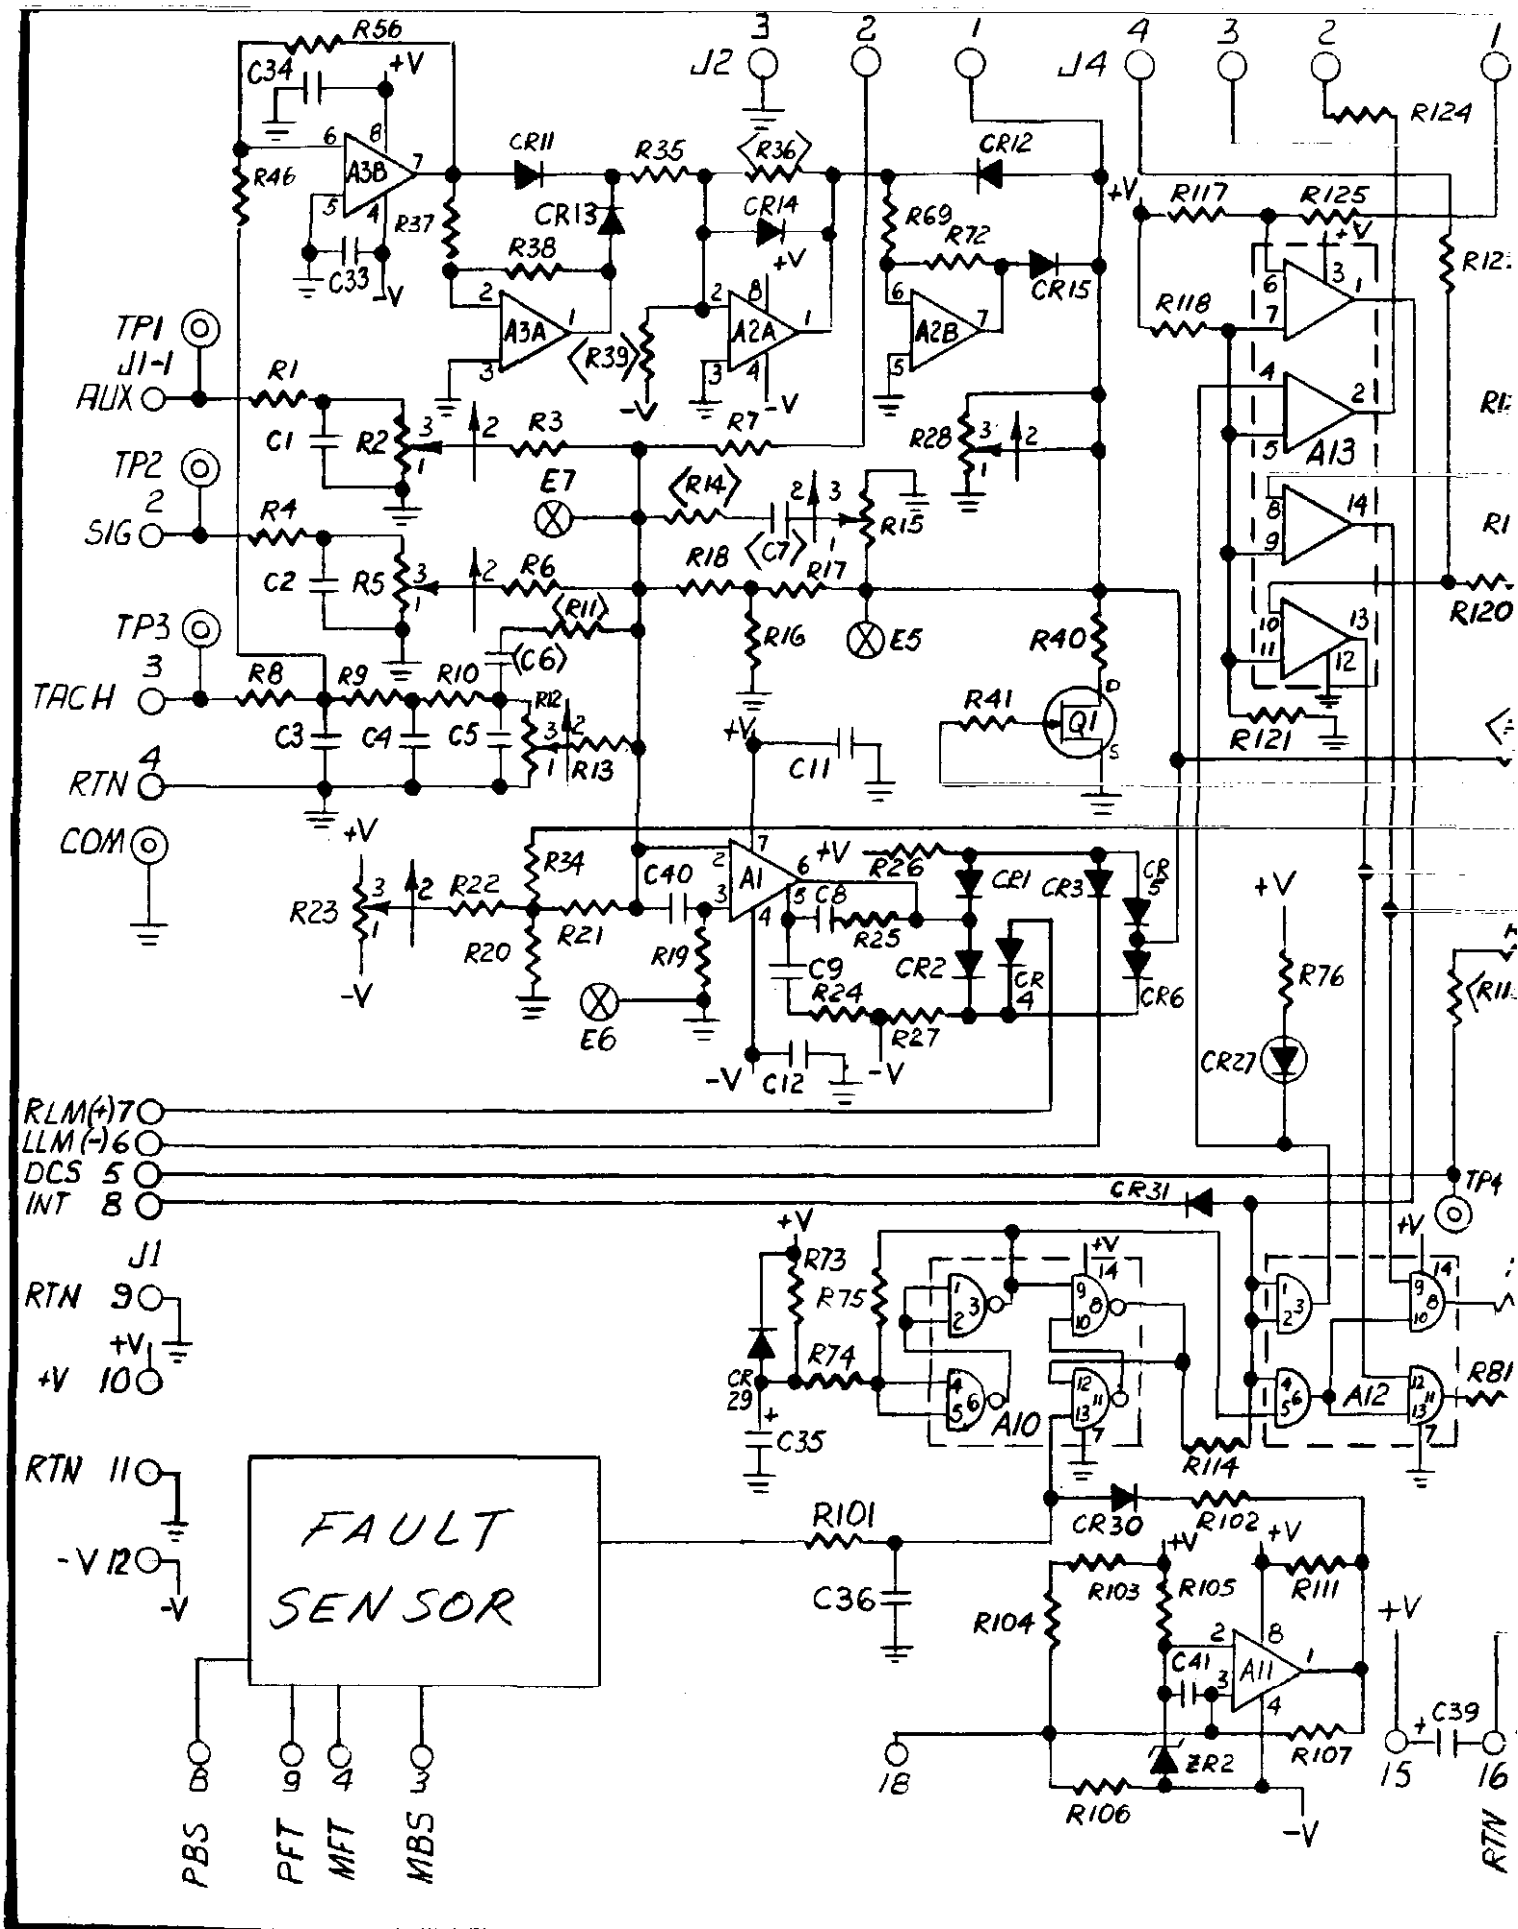 R56
3
2
1
4
3
2
1
C34
+V
J2
J4
R124
8
6
7
CR11
R35
<R36>
CR12
R46
A3B
5
4
R37
CR13
CR14
R69
+V
R117
R125
R38
+V
R72
+V
C33
-V
CR15
3
6
1
R118
7
2
A3A
1
3
<R39>
2
8
A2A
1
3
4
-V
-V
6
A2B
7
5
TP1
J1-1
AUX
R1
C1
R2
3
2
1
R3
R7
R28
3
2
1
4
2
5
A13
TP2
2
SIG
R4
E7
<R14>
2
3
<C7>
1
R15
8
14
9
C2
R5
3
2
1
R6
R18
R17
R120
10
13
11
12
TP3
3
TACH
<R11>
<C6>
R16
E5
R40
R8
R9
R10
R12
R41
D
Q1
S
R121
C3
C4
C5
3
2
1
R13
+V
C11
4
RTN
COM
+V
R34
C40
2
7
6
A1
3
5
4
+V
R26
CR1
CR3
CR
5
R23
3
2
1
R22
R20
R21
R19
C8
R25
C9
CR2
CR
4
CR6
+V
R76
-V
E6
R24
R27
-V
-V
C12
CR27
RLM(+)7
LLM(-)6
DCS 5
INT 8
CR31
TP4
J1
+V
R73
+V
14
+V
14
RTN 9
R75
1
3
2
9
8
10
1
3
2
9
8
10
+V
+V 10
R74
CR
29
4
6
5
A10
12
11
13
7
4
6
5
A12
12
11
13
7
R81
+
C35
R114
RTN 11
FAULT
SENSOR
R101
CR30
R102
+V
+V
-V 12
-V
C36
R103
R105
R111
R104
2
8
C41
A11
1
3
4
+V
ZR2
R107
+
C39
18
R106
-V
15
16
8
9
4
3
PBS
PFT
MFT
MBS
RTN